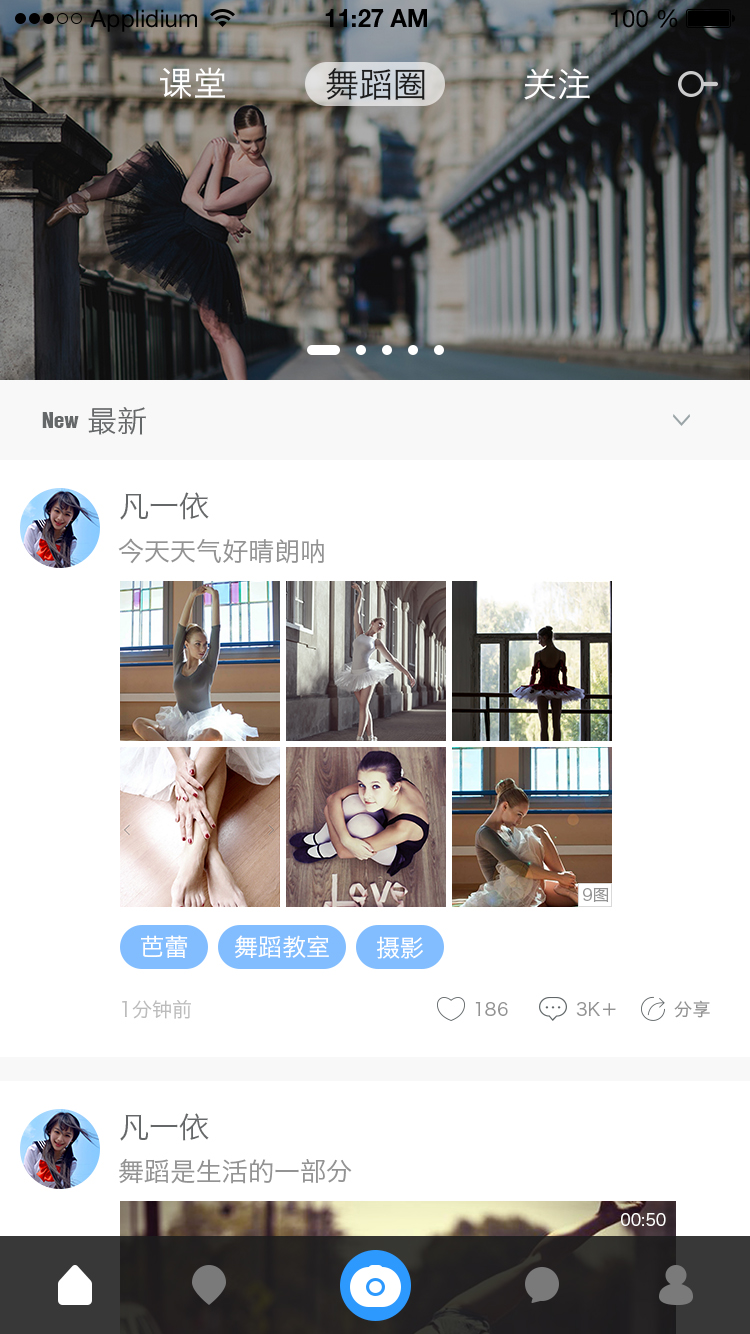 Applidium 11:27 AM 100 %
课堂 舞蹈圈 关注
New 最新
凡一依
今天天气好晴朗呐
Love
9图
芭蕾 舞蹈教室 摄影
1分钟前 186 3K+ 分享
凡一依
舞蹈是生活的一部分
00:50